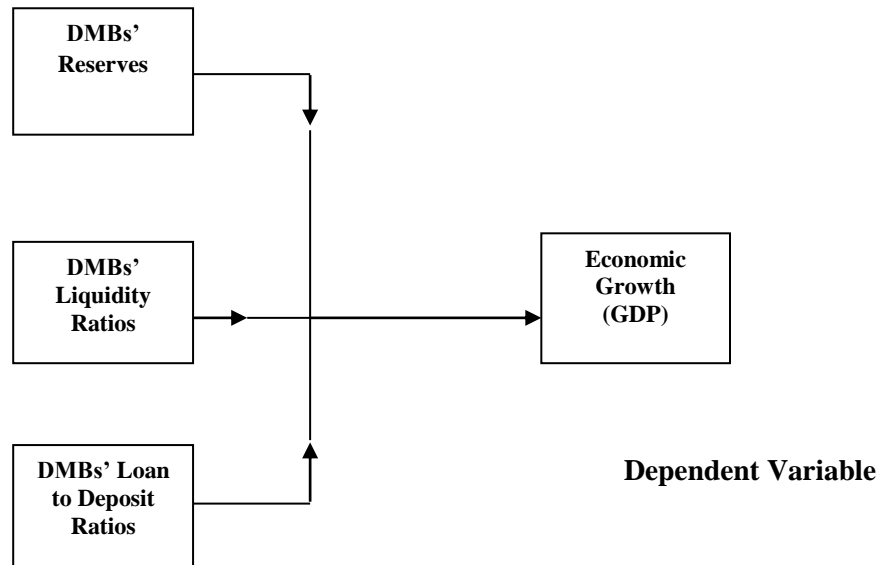 DMBs’
Reserves
DMBs’
Liquidity
Ratios
Economic
Growth
(GDP)
DMBs’ Loan
to Deposit
Ratios
Dependent Variable